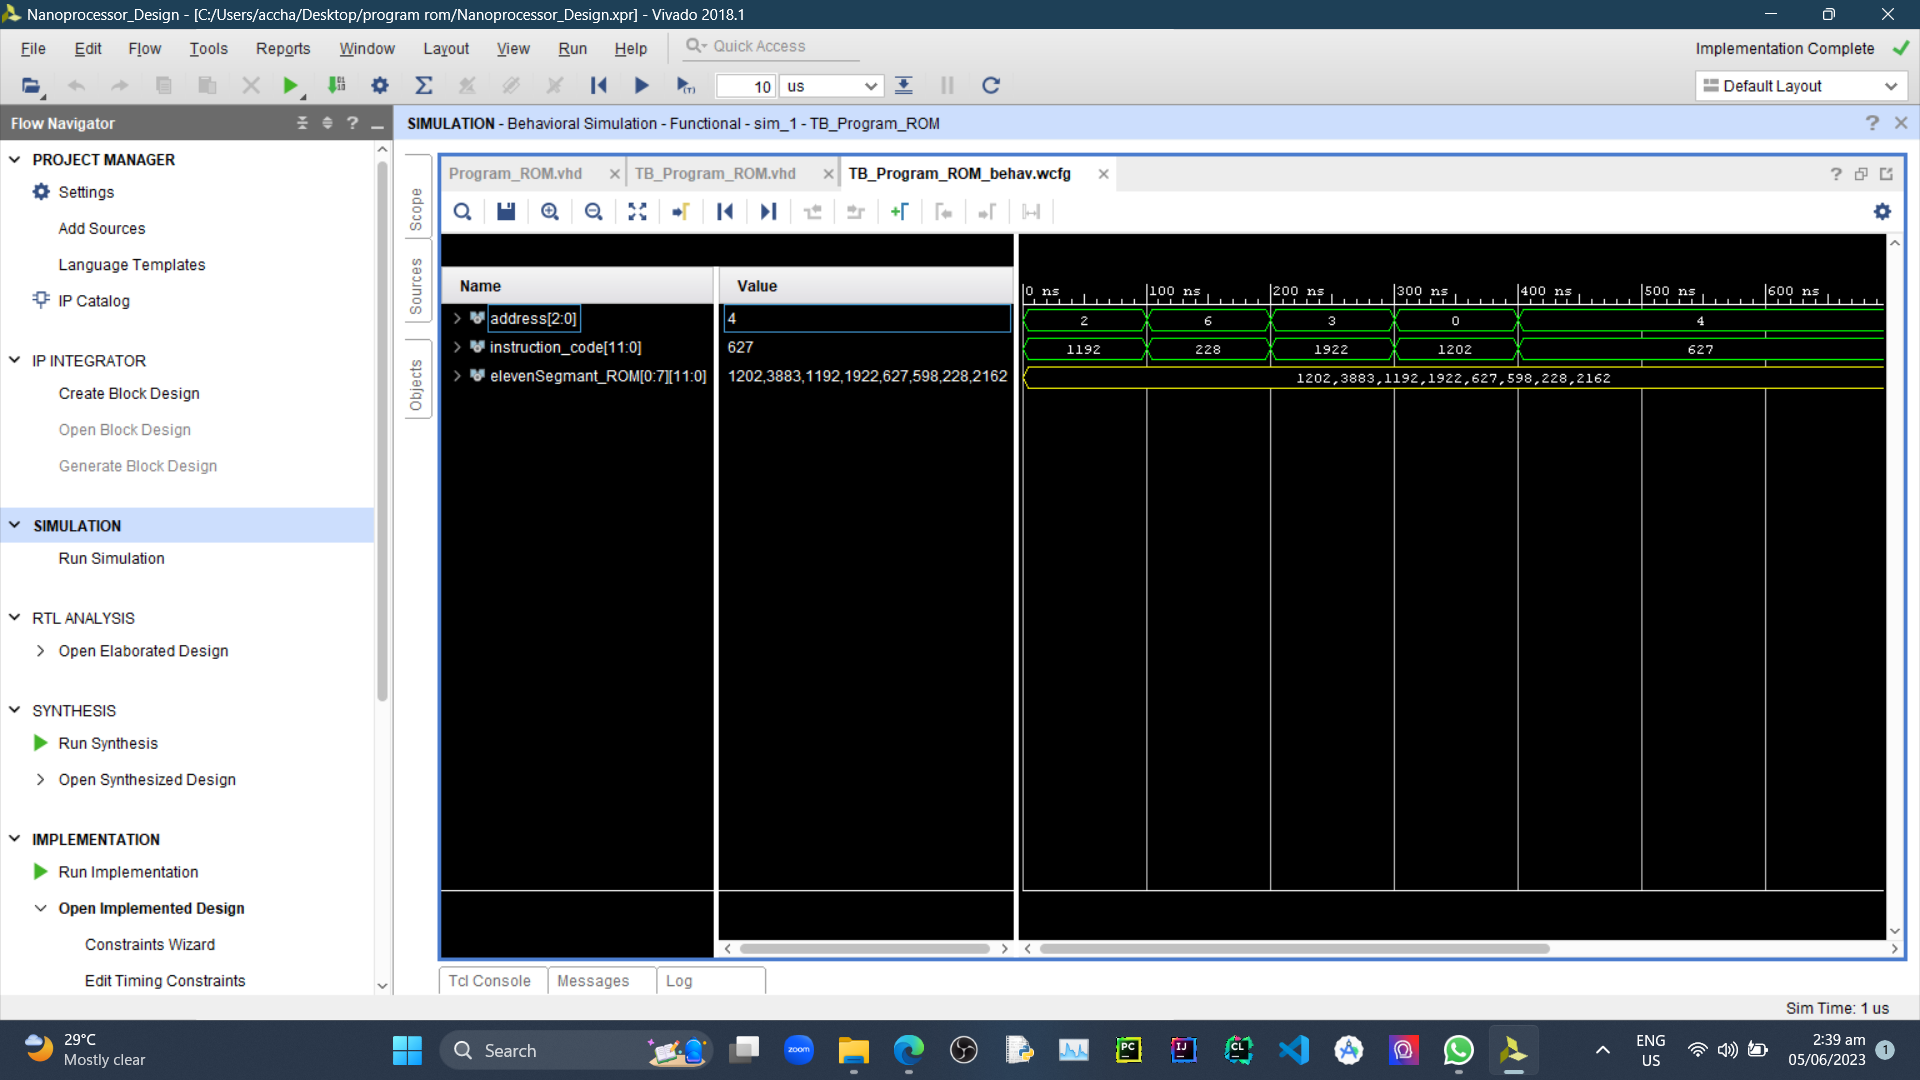 Nanoprocessor_Design - [C:/Users/accha/Desktop/program rom/Nanoprocessor_Design.xpr] - Vivado 2018.1
File Edit Flow Tools Reports Window Layout View Run Help Quick Access
Implementation Complete
10 us
Default Layout
Flow Navigator
SIMULATION - Behavioral Simulation - Functional - sim_1 - TB_Program_ROM
PROJECT MANAGER
Settings
Add Sources
Language Templates
IP Catalog
IP INTEGRATOR
Create Block Design
Open Block Design
Generate Block Design
SIMULATION
Run Simulation
RTL ANALYSIS
Open Elaborated Design
SYNTHESIS
Run Synthesis
Open Synthesized Design
IMPLEMENTATION
Run Implementation
Open Implemented Design
Constraints Wizard
Edit Timing Constraints
Scope
Sources
Objects
Program_ROM.vhd TB_Program_ROM.vhd TB_Program_ROM_behav.wcfg
Name Value
0 ns 100 ns 200 ns 300 ns 400 ns 500 ns 600 ns
address[2:0] 4 2 6 3 0 4
instruction_code[11:0] 627 1192 228 1922 1202 627
elevenSegmant_ROM[0:7][11:0] 1202,3883,1192,1922,627,598,228,2162 1202,3883,1192,1922,627,598,228,2162
Tcl Console Messages Log
Sim Time: 1 us
29°C
Mostly clear
Search
zoom
PC
IJ
CL
ENG
US
2:39 am
05/06/2023
1